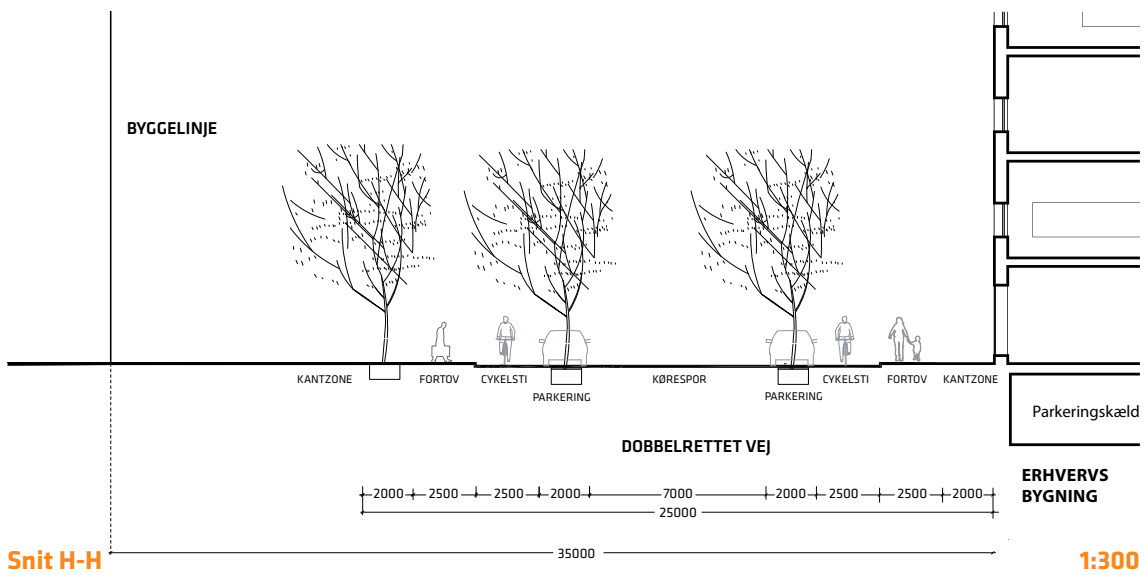 BYGGELINJE
KANTZONE FORTOV CYKELSTI KØRESPOR CYKELSTI FORTOV KANTZONE
PARKERING PARKERING
Parkeringskæld
DOBBELRETTET VEJ
ERHVERVS
BYGNING
2000 2500 2500 2000 7000 2000 2500 2500 2000
25000
35000
Snit H-H 1:300